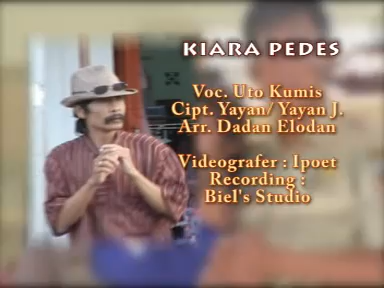 KIARA PEDES
Voc. Uto Kumis
Cipt. Yayan/ Yayan J.
Arr. Dadan Elodan
Videografer : Ipoet
Recording :
Biel's Studio